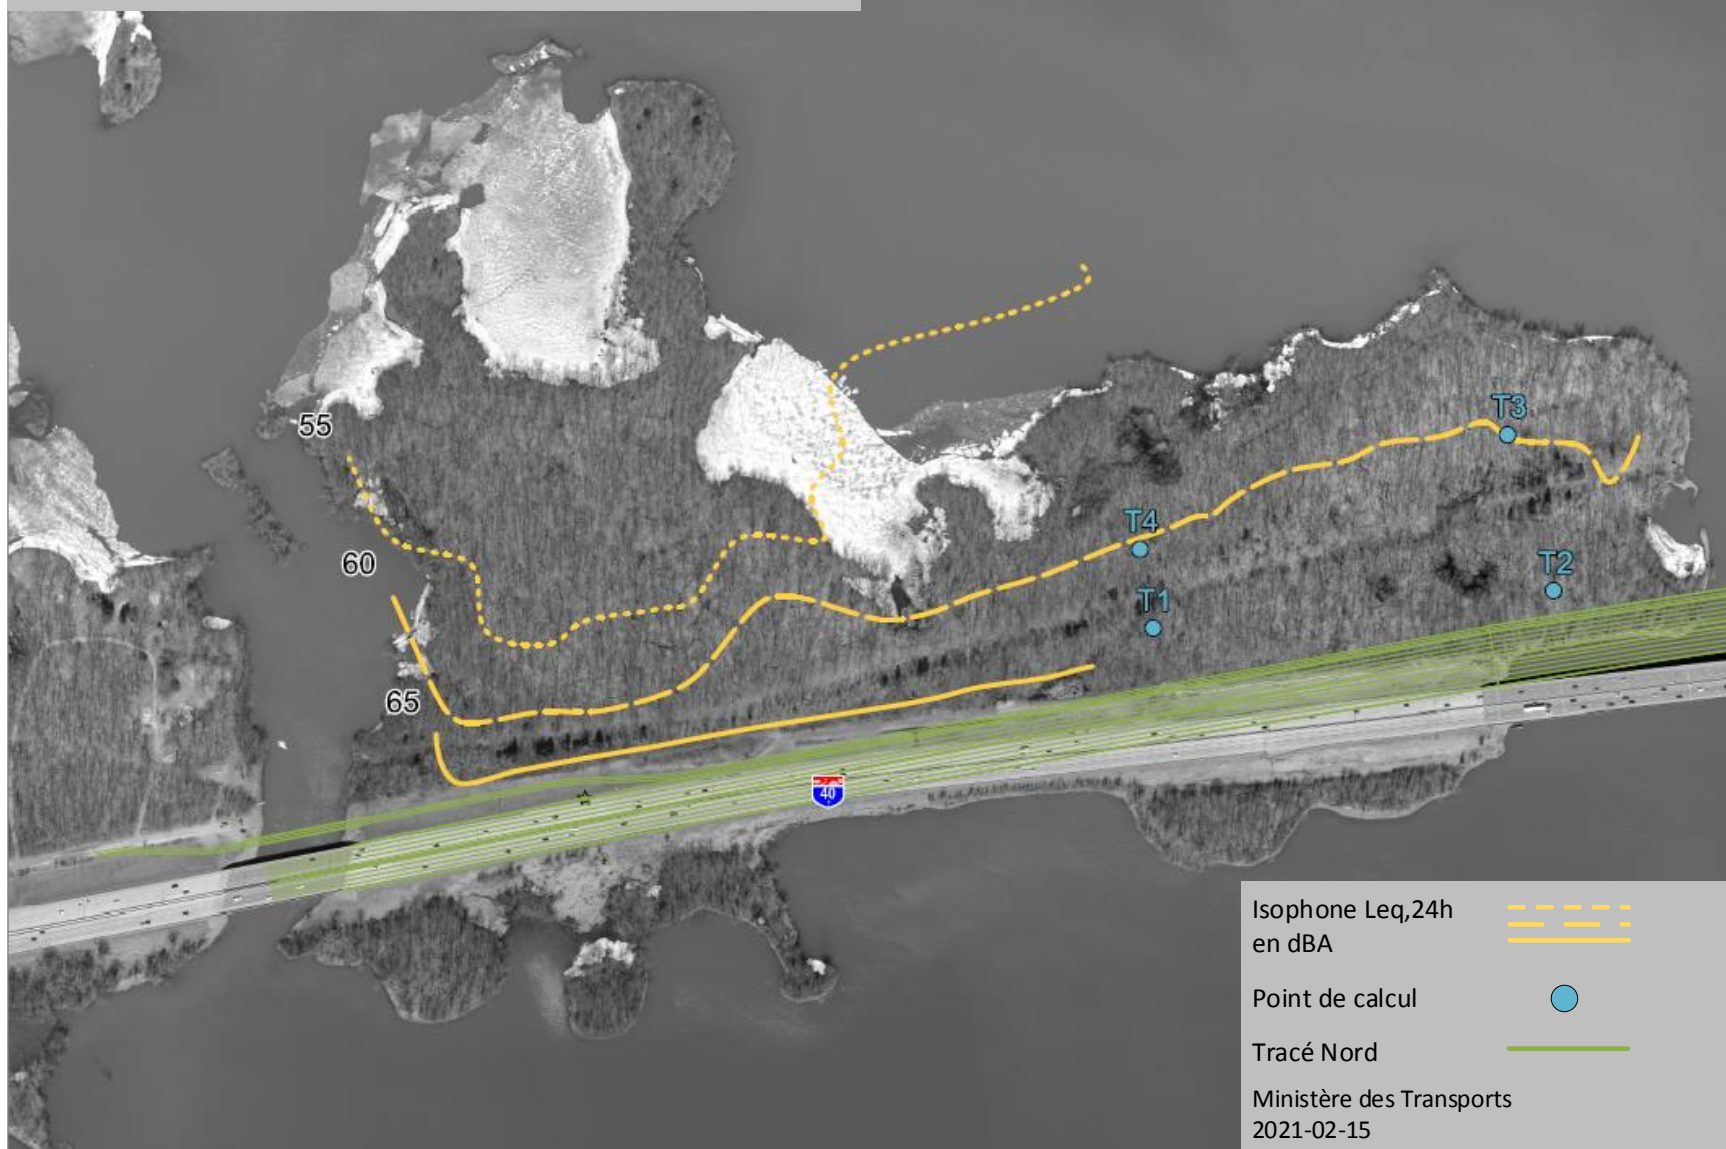 55
T3
T4
60
T2
T1
65
40
Isophone Leq,24h
en dBA
Point de calcul
Tracé Nord
Ministère des Transports
2021-02-15